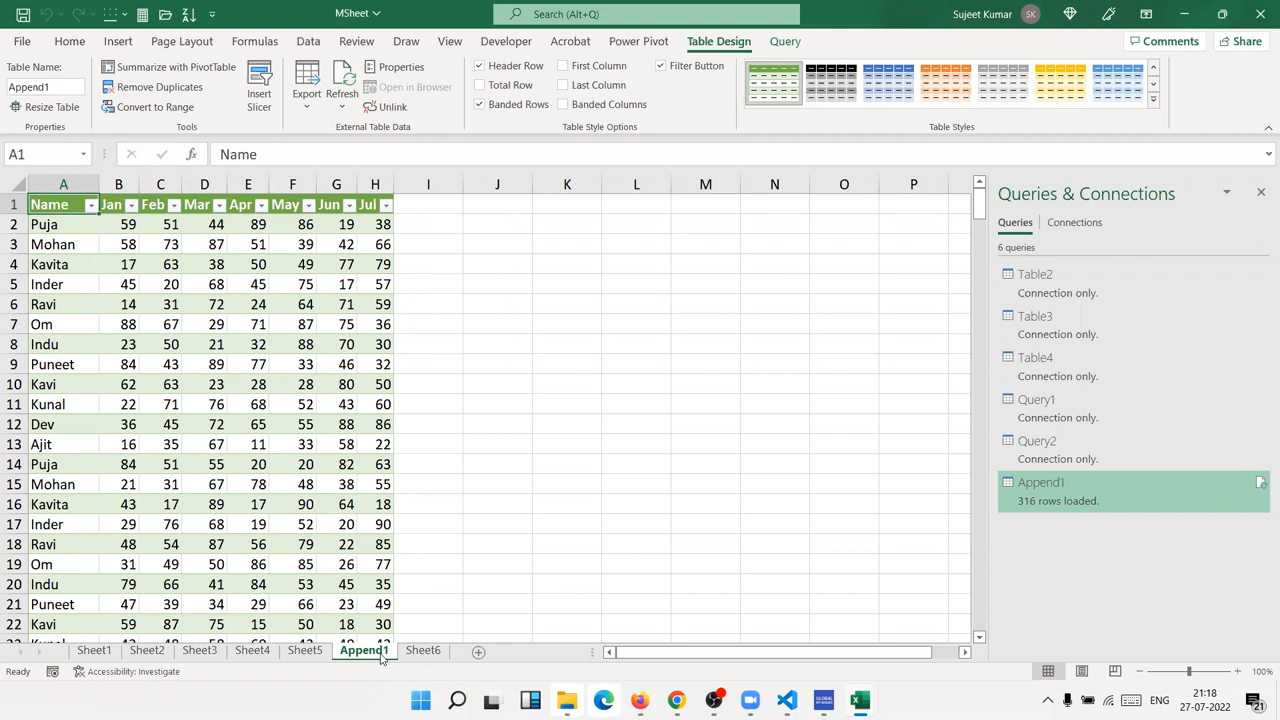 MSheet
Search (Alt+Q)
Sujeet Kumar
SK
File Home Insert Page Layout Formulas Data Review Draw View Developer Acrobat Power Pivot Table Design Query
Comments
Share
Table Name:
Append1
Resize Table
Properties
Summarize with PivotTable
Remove Duplicates
Convert to Range
Tools
Insert
Slicer
Export
Refresh
Properties
Open in Browser
Unlink
External Table Data
Header Row First Column Filter Button
Total Row Last Column
Banded Rows Banded Columns
Table Style Options
Table Styles
A1
fx
Name
A B C D E F G H I J K L M N O P
1 Name Jan Feb Mar Apr May Jun Jul
2 Puja 59 51 44 89 86 19 38
3 Mohan 58 73 87 51 39 42 66
4 Kavita 17 63 38 50 49 77 79
5 Inder 45 20 68 45 75 17 57
6 Ravi 14 31 72 24 64 71 59
7 Om 88 67 29 71 87 75 36
8 Indu 23 50 21 32 88 70 30
9 Puneet 84 43 89 77 33 46 32
10 Kavi 62 63 23 28 28 80 50
11 Kunal 22 71 76 68 52 43 60
12 Dev 36 45 72 65 55 88 86
13 Ajit 16 35 67 11 33 58 22
14 Puja 84 51 55 20 20 82 63
15 Mohan 21 31 67 78 48 38 55
16 Kavita 43 17 89 17 90 64 18
17 Inder 29 76 68 19 52 20 90
18 Ravi 48 54 87 56 79 22 85
19 Om 31 49 50 86 85 26 77
20 Indu 79 66 41 84 53 45 35
21 Puneet 47 39 34 29 66 23 49
22 Kavi 59 87 75 15 50 18 30
Queries & Connections
Queries Connections
6 queries
Table2
Connection only.
Table3
Connection only.
Table4
Connection only.
Query1
Connection only.
Query2
Connection only.
Append1
316 rows loaded.
Sheet1 Sheet2 Sheet3 Sheet4 Sheet5 Append1 Sheet6
Ready
Accessibility: Investigate
100%
GLOBAL
ENG
21:18
27-07-2022
21